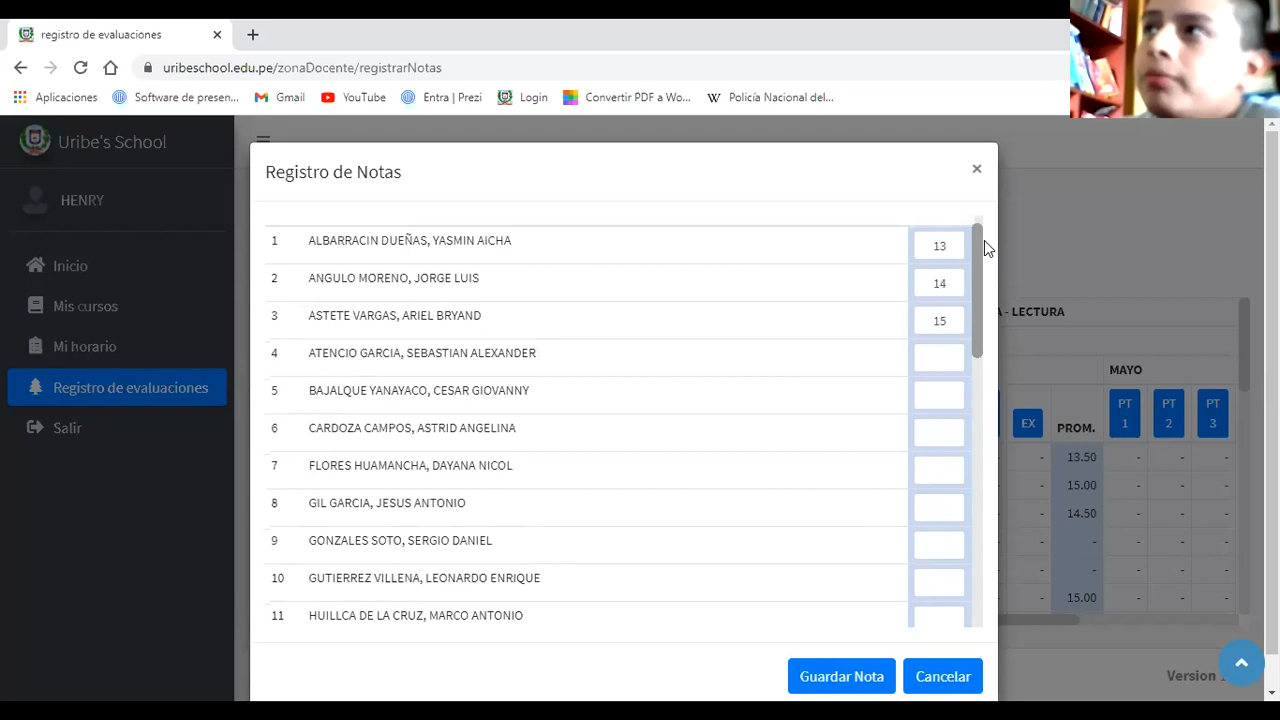 registro de evaluaciones
uribeschool.edu.pe/zonaDocente/registrarNotas
Aplicaciones Software de presen... Gmail YouTube Entra | Prezi Login Convertir PDF a Wo... Policía Nacional del...
Uribe's School
HENRY
Inicio
Mis cursos
Mi horario
Registro de evaluaciones
Salir
Registro de Notas
×
1 ALBARRACIN DUEÑAS, YASMIN AICHA 13
2 ANGULO MORENO, JORGE LUIS 14
3 ASTETE VARGAS, ARIEL BRYAND 15
4 ATENCIO GARCIA, SEBASTIAN ALEXANDER
5 BAJALQUE YANAYACO, CESAR GIOVANNY
6 CARDOZA CAMPOS, ASTRID ANGELINA
7 FLORES HUAMANCHA, DAYANA NICOL
8 GIL GARCIA, JESUS ANTONIO
9 GONZALES SOTO, SERGIO DANIEL
10 GUTIERREZ VILLENA, LEONARDO ENRIQUE
11 HUILLCA DE LA CRUZ, MARCO ANTONIO
Guardar Nota Cancelar
- LECTURA
MAYO
EX PROM. PT 1 PT 2 PT 3
- - 13.50 - - -
- - 15.00 - - -
- - 14.50 - - -
- - - - - -
- - - - - -
- - 15.00 - - -
Version 1